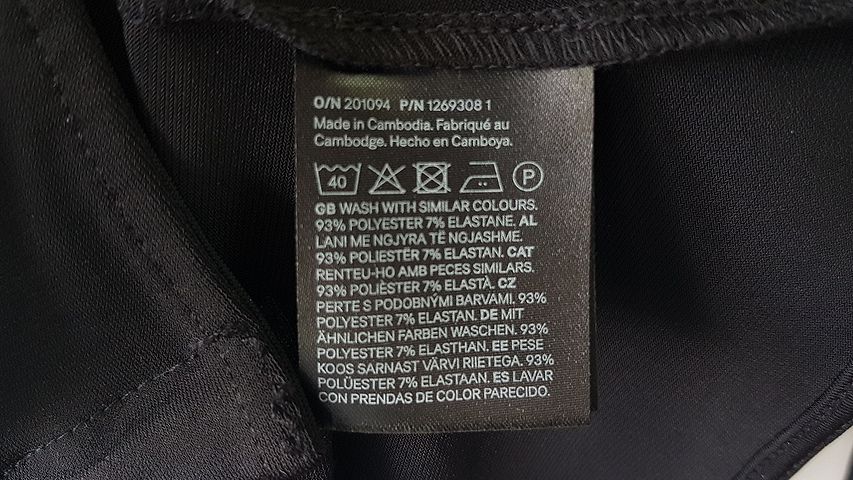 O/N 201094 P/N 1269308 1
Made in Cambodia. Fabriqué au
Cambodge. Hecho en Camboya.
40 P
GB WASH WITH SIMILAR COLOURS.
93% POLYESTER 7% ELASTANE. AL
LANI ME NGJYRA TË NGJASHME.
93% POLIESTËR 7% ELASTAN. CAT
RENTEU-HO AMB PECES SIMILARS.
93% POLIÈSTER 7% ELASTÀ. CZ
PERTE S PODOBNÝMI BARVAMI. 93%
POLYESTER 7% ELASTAN. DE MIT
ÄHNLICHEN FARBEN WASCHEN. 93%
POLYESTER 7% ELASTHAN. EE PESE
KOOS SARNAST VÄRVI RIIETEGA. 93%
POLÜESTER 7% ELASTAAN. ES LAVAR
CON PRENDAS DE COLOR PARECIDO.